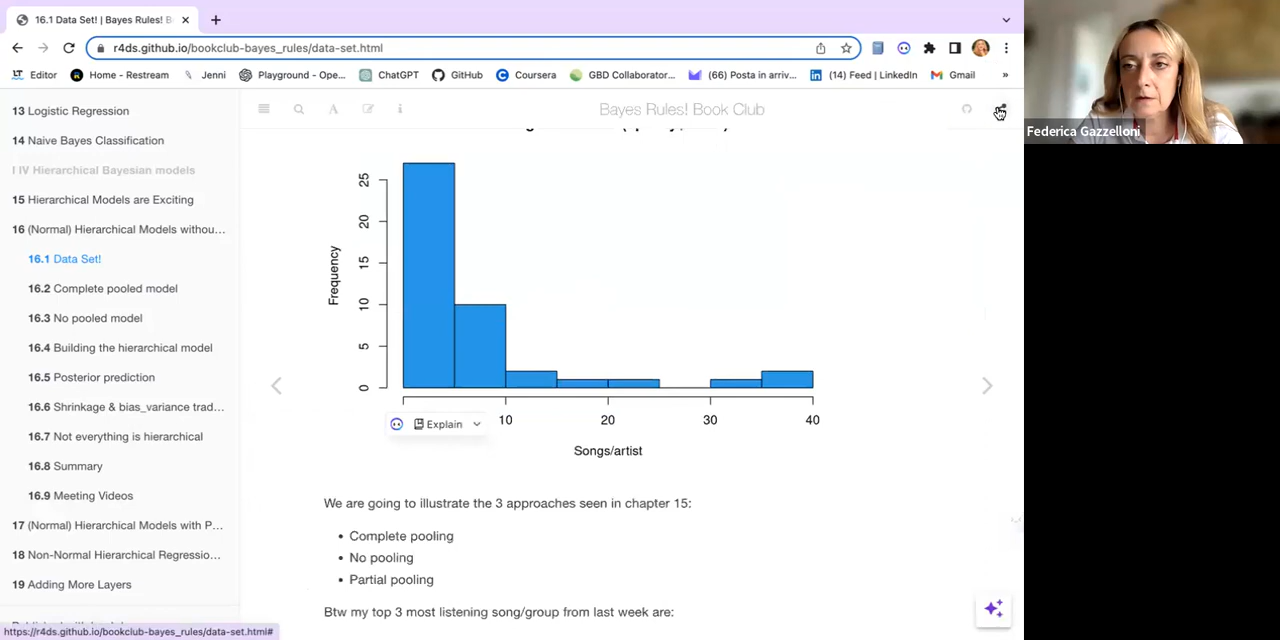 16.1 Data Set! | Bayes Rules! B
r4ds.github.io/bookclub-bayes_rules/data-set.html
Editor
Home - Restream
Jenni
Playground - Ope...
ChatGPT
GitHub
Coursera
GBD Collaborator...
(66) Posta in arriv...
(14) Feed | LinkedIn
Gmail
»
13 Logistic Regression
14 Naive Bayes Classification
I IV Hierarchical Bayesian models
15 Hierarchical Models are Exciting
16 (Normal) Hierarchical Models withou...
16.1 Data Set!
16.2 Complete pooled model
16.3 No pooled model
16.4 Building the hierarchical model
16.5 Posterior prediction
16.6 Shrinkage & bias_variance trad...
16.7 Not everything is hierarchical
16.8 Summary
16.9 Meeting Videos
17 (Normal) Hierarchical Models with P...
18 Non-Normal Hierarchical Regressio...
19 Adding More Layers
https://r4ds.github.io/bookclub-bayes_rules/data-set.html#
Bayes Rules! Book Club
Frequency
25
20
15
10
5
0
10
20
30
40
Explain
Songs/artist
We are going to illustrate the 3 approaches seen in chapter 15:
• Complete pooling
• No pooling
• Partial pooling
Btw my top 3 most listening song/group from last week are:
Federica Gazzelloni